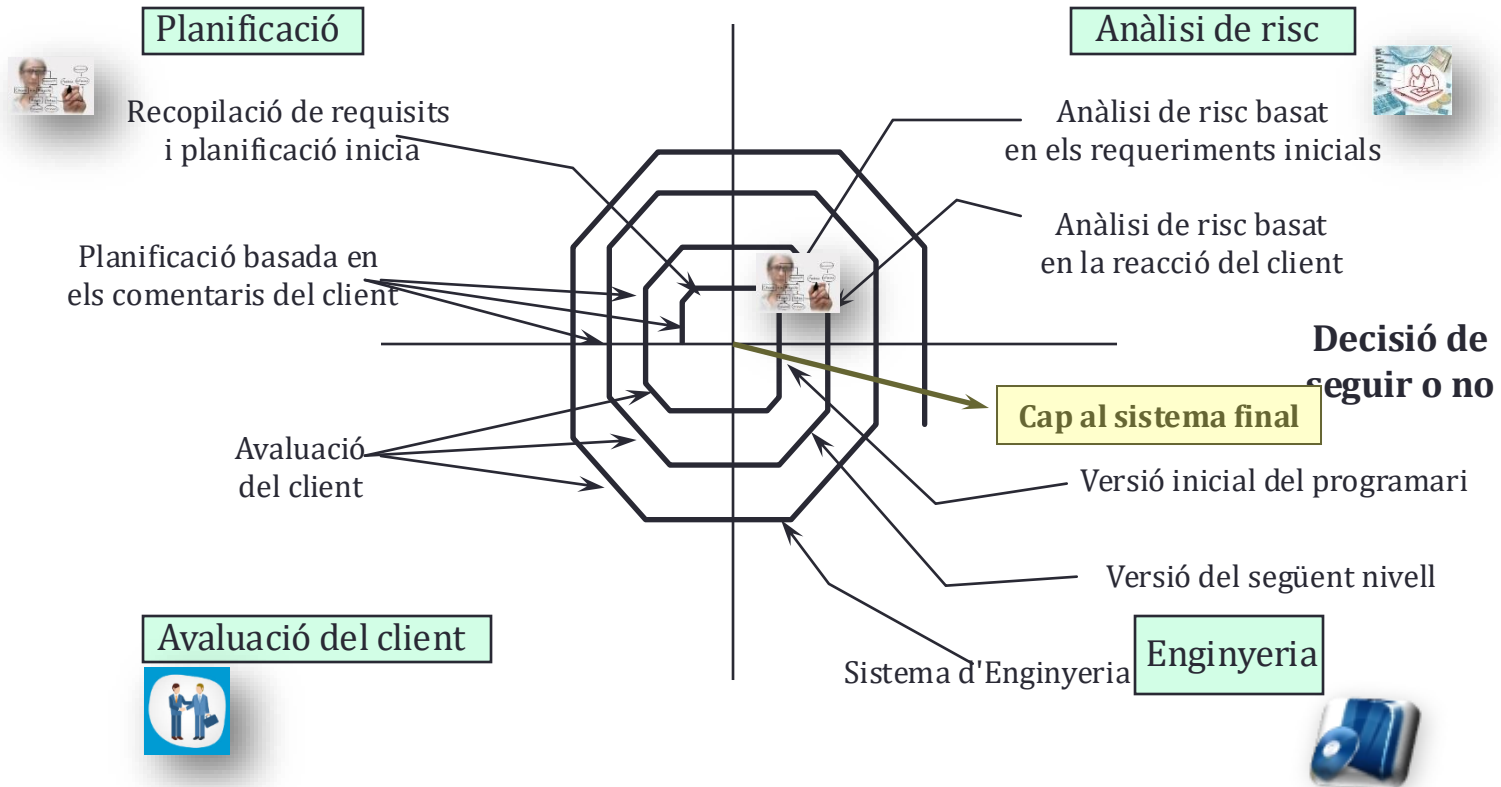 Planificació
Anàlisi de risc
Recopilació de requisits
i planificació inicia
Anàlisi de risc basat
en els requeriments inicials
Anàlisi de risc basat
en la reacció del client
Planificació basada en
els comentaris del client
Decisió de
seguir o no
Cap al sistema final
Avaluació
del client
Versió inicial del programari
Versió del següent nivell
Avaluació del client
Sistema d'Enginyeria
Enginyeria